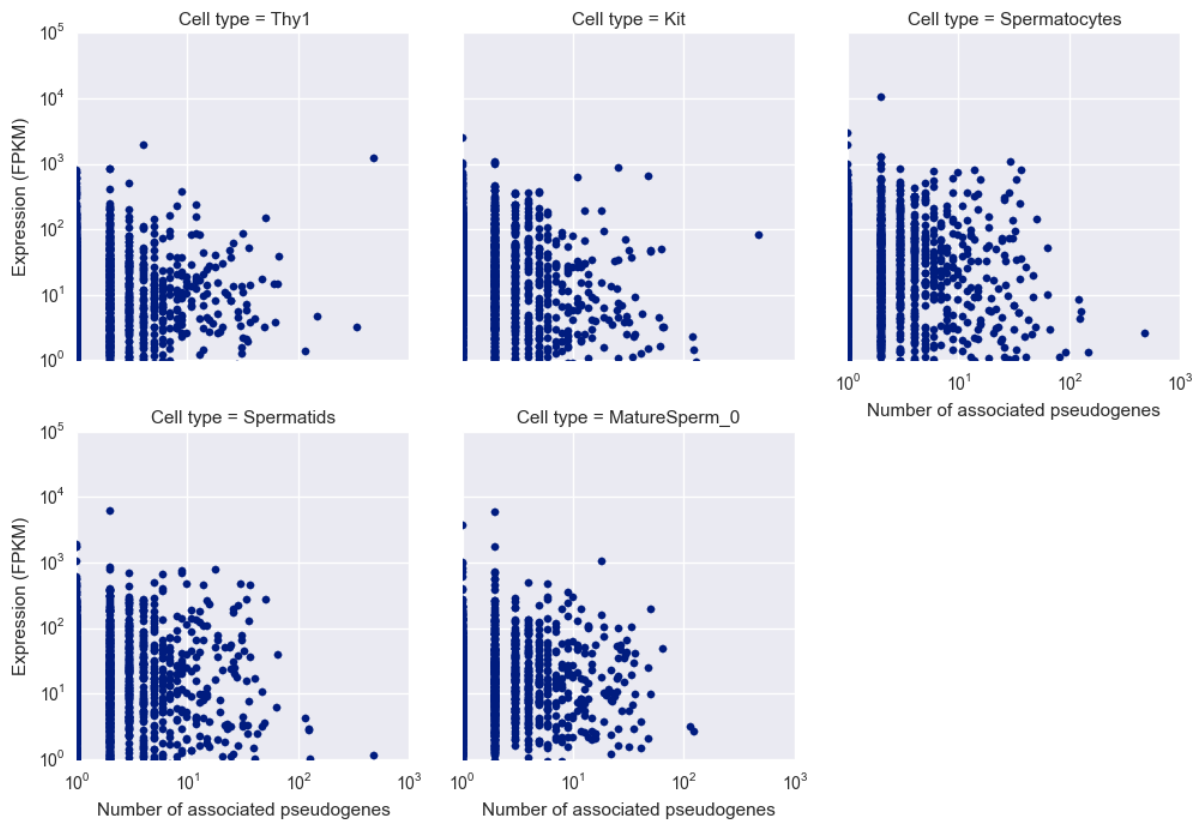 Cell type = Thy1
Cell type = Kit
Cell type = Spermatocytes
10^5
10^4
10^3
10^2
10^1
10^0
Expression (FPKM)
10^0
10^1
10^2
10^3
Number of associated pseudogenes
Cell type = Spermatids
Cell type = MatureSperm_0
10^5
10^4
10^3
10^2
10^1
10^0
Expression (FPKM)
10^0
10^1
10^2
10^3
10^0
10^1
10^2
10^3
Number of associated pseudogenes
Number of associated pseudogenes